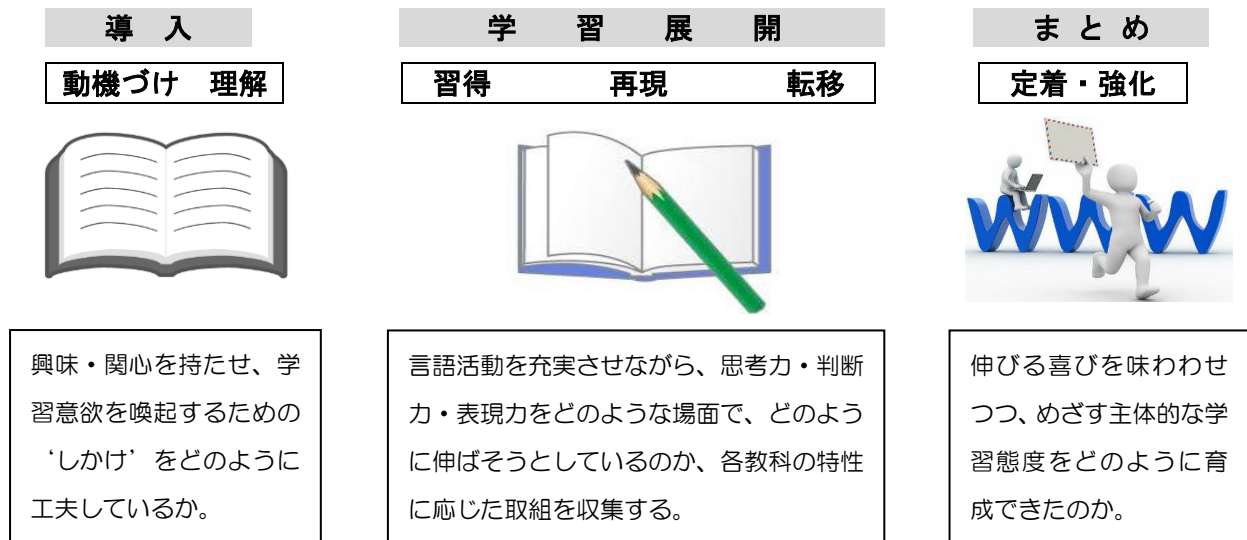 導 入
動機づけ 理解
興味・関心を持たせ、学
習意欲を喚起するための
‘しかけ’をどのように
工夫しているか。
学 習 展 開
習得 再現 転移
言語活動を充実させながら、思考力・判断
力・表現力をどのような場面で、どのよう
に伸ばそうとしているのか、各教科の特性
に応じた取組を収集する。
ま と め
定着・強化
www
伸びる喜びを味わわせ
つつ、めざす主体的な学
習態度をどのように育
成できたのか。